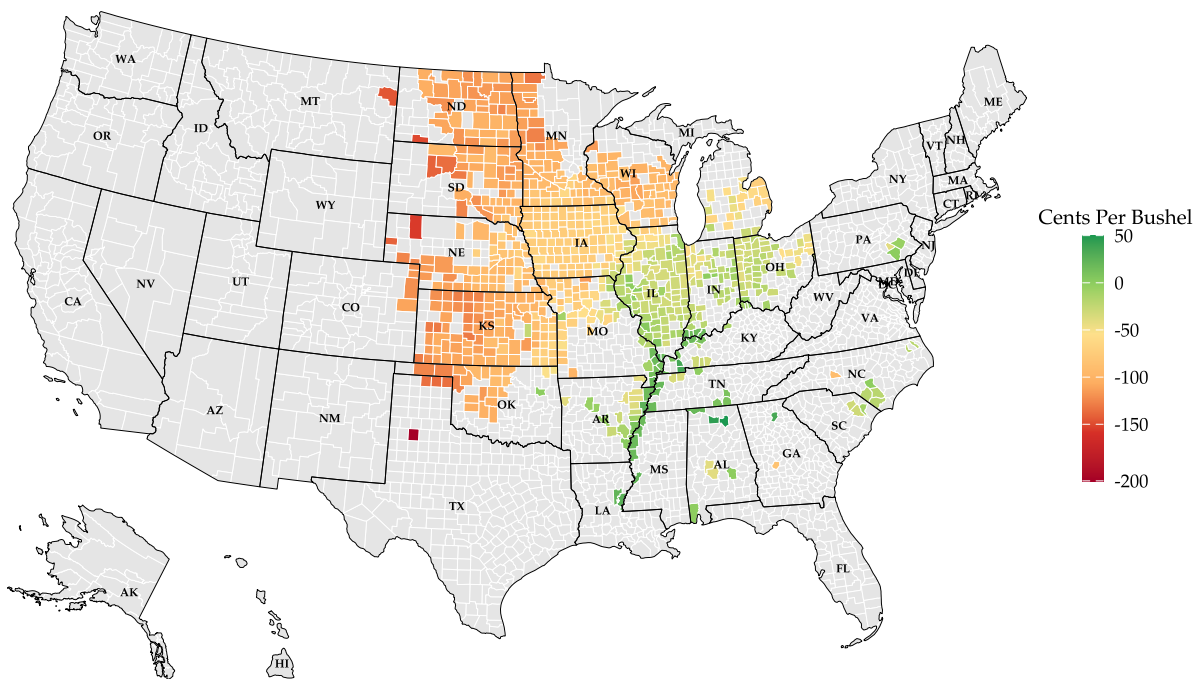 WA
MT
ND
MN
MI
ME
VT
NH
OR
ID
SD
WI
NY
MA
RI
CT
WY
IA
PA
NJ
NE
OH
DE
MD
NV
UT
CO
IL
IN
WV
VA
CA
KS
MO
KY
NC
TN
OK
AR
SC
AZ
NM
MS
AL
GA
TX
LA
FL
AK
HI
Cents Per Bushel
50
0
-50
-100
-150
-200